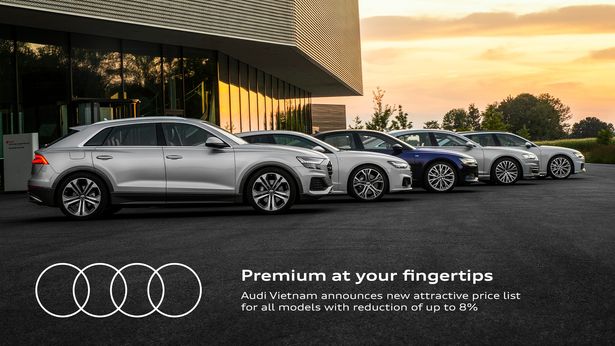 Premium at your fingertips
Audi Vietnam announces new attractive price list
for all models with reduction of up to 8%